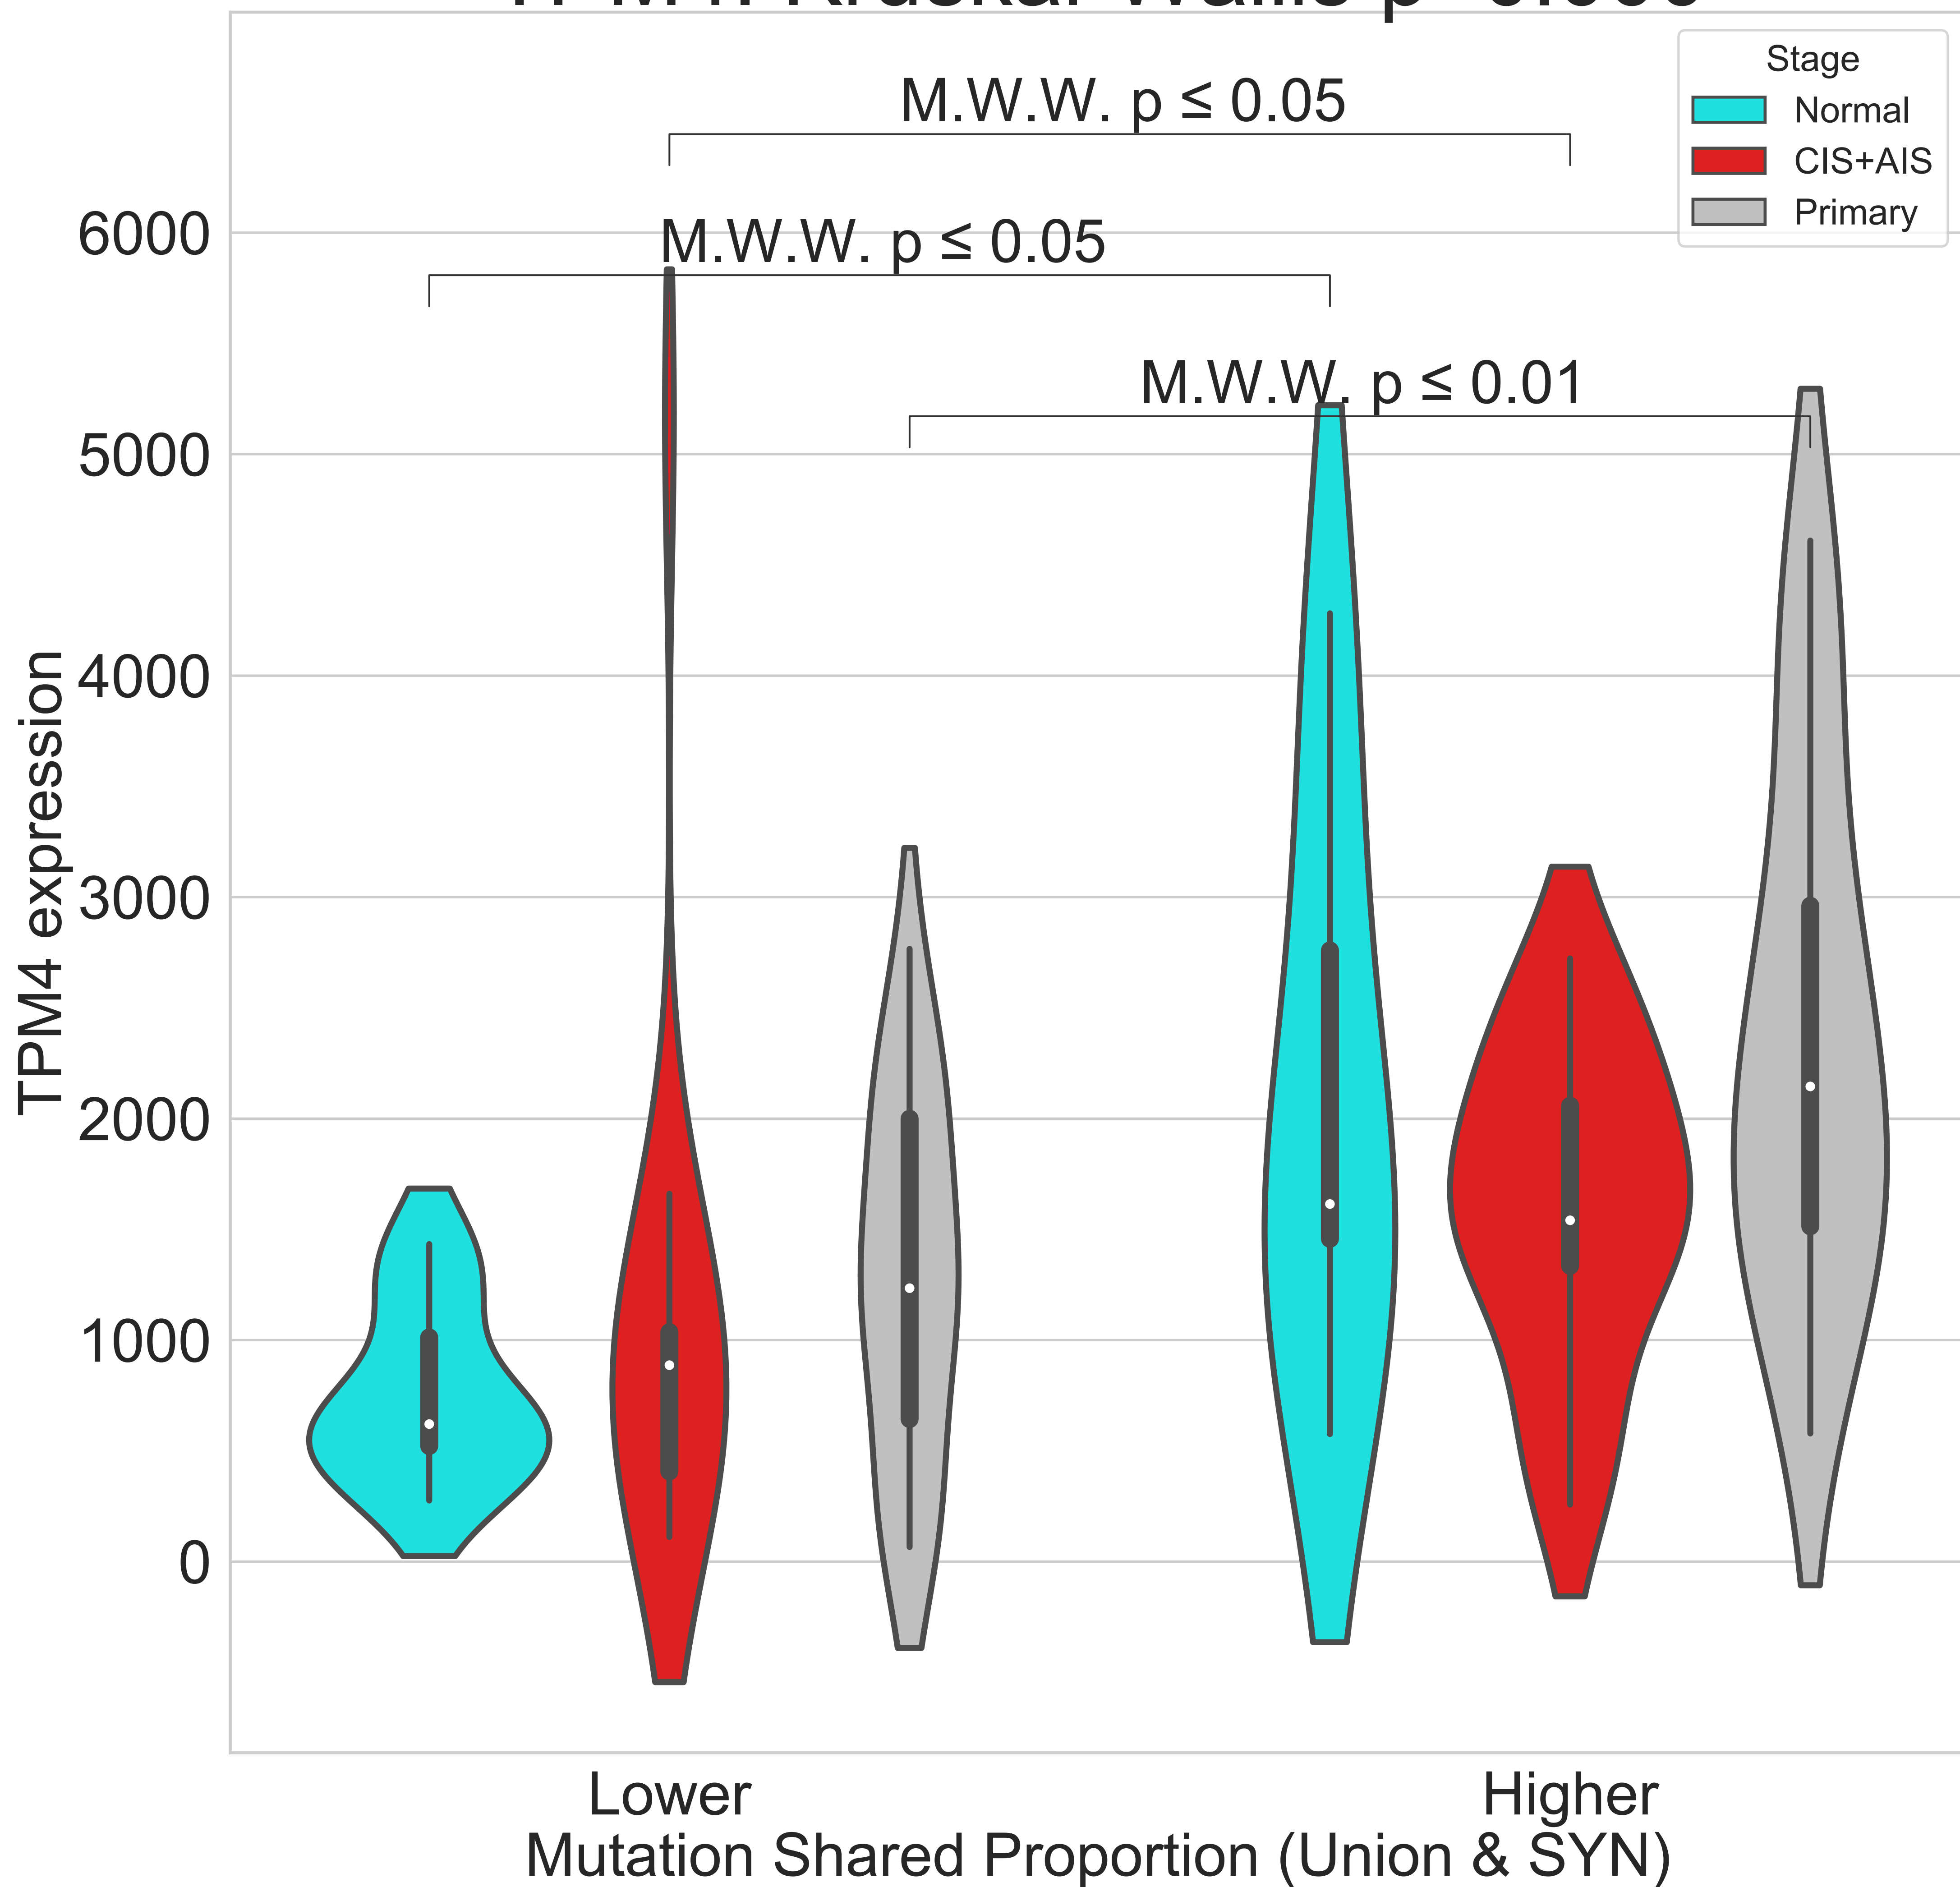 Stage
Normal
CIS+AIS
Primary
M.W.W. p ≤ 0.05
M.W.W. p ≤ 0.05
M.W.W. p ≤ 0.01
6000
5000
4000
3000
2000
1000
0
TPM4 expression
Lower
Higher
Mutation Shared Proportion (Union & SYN)